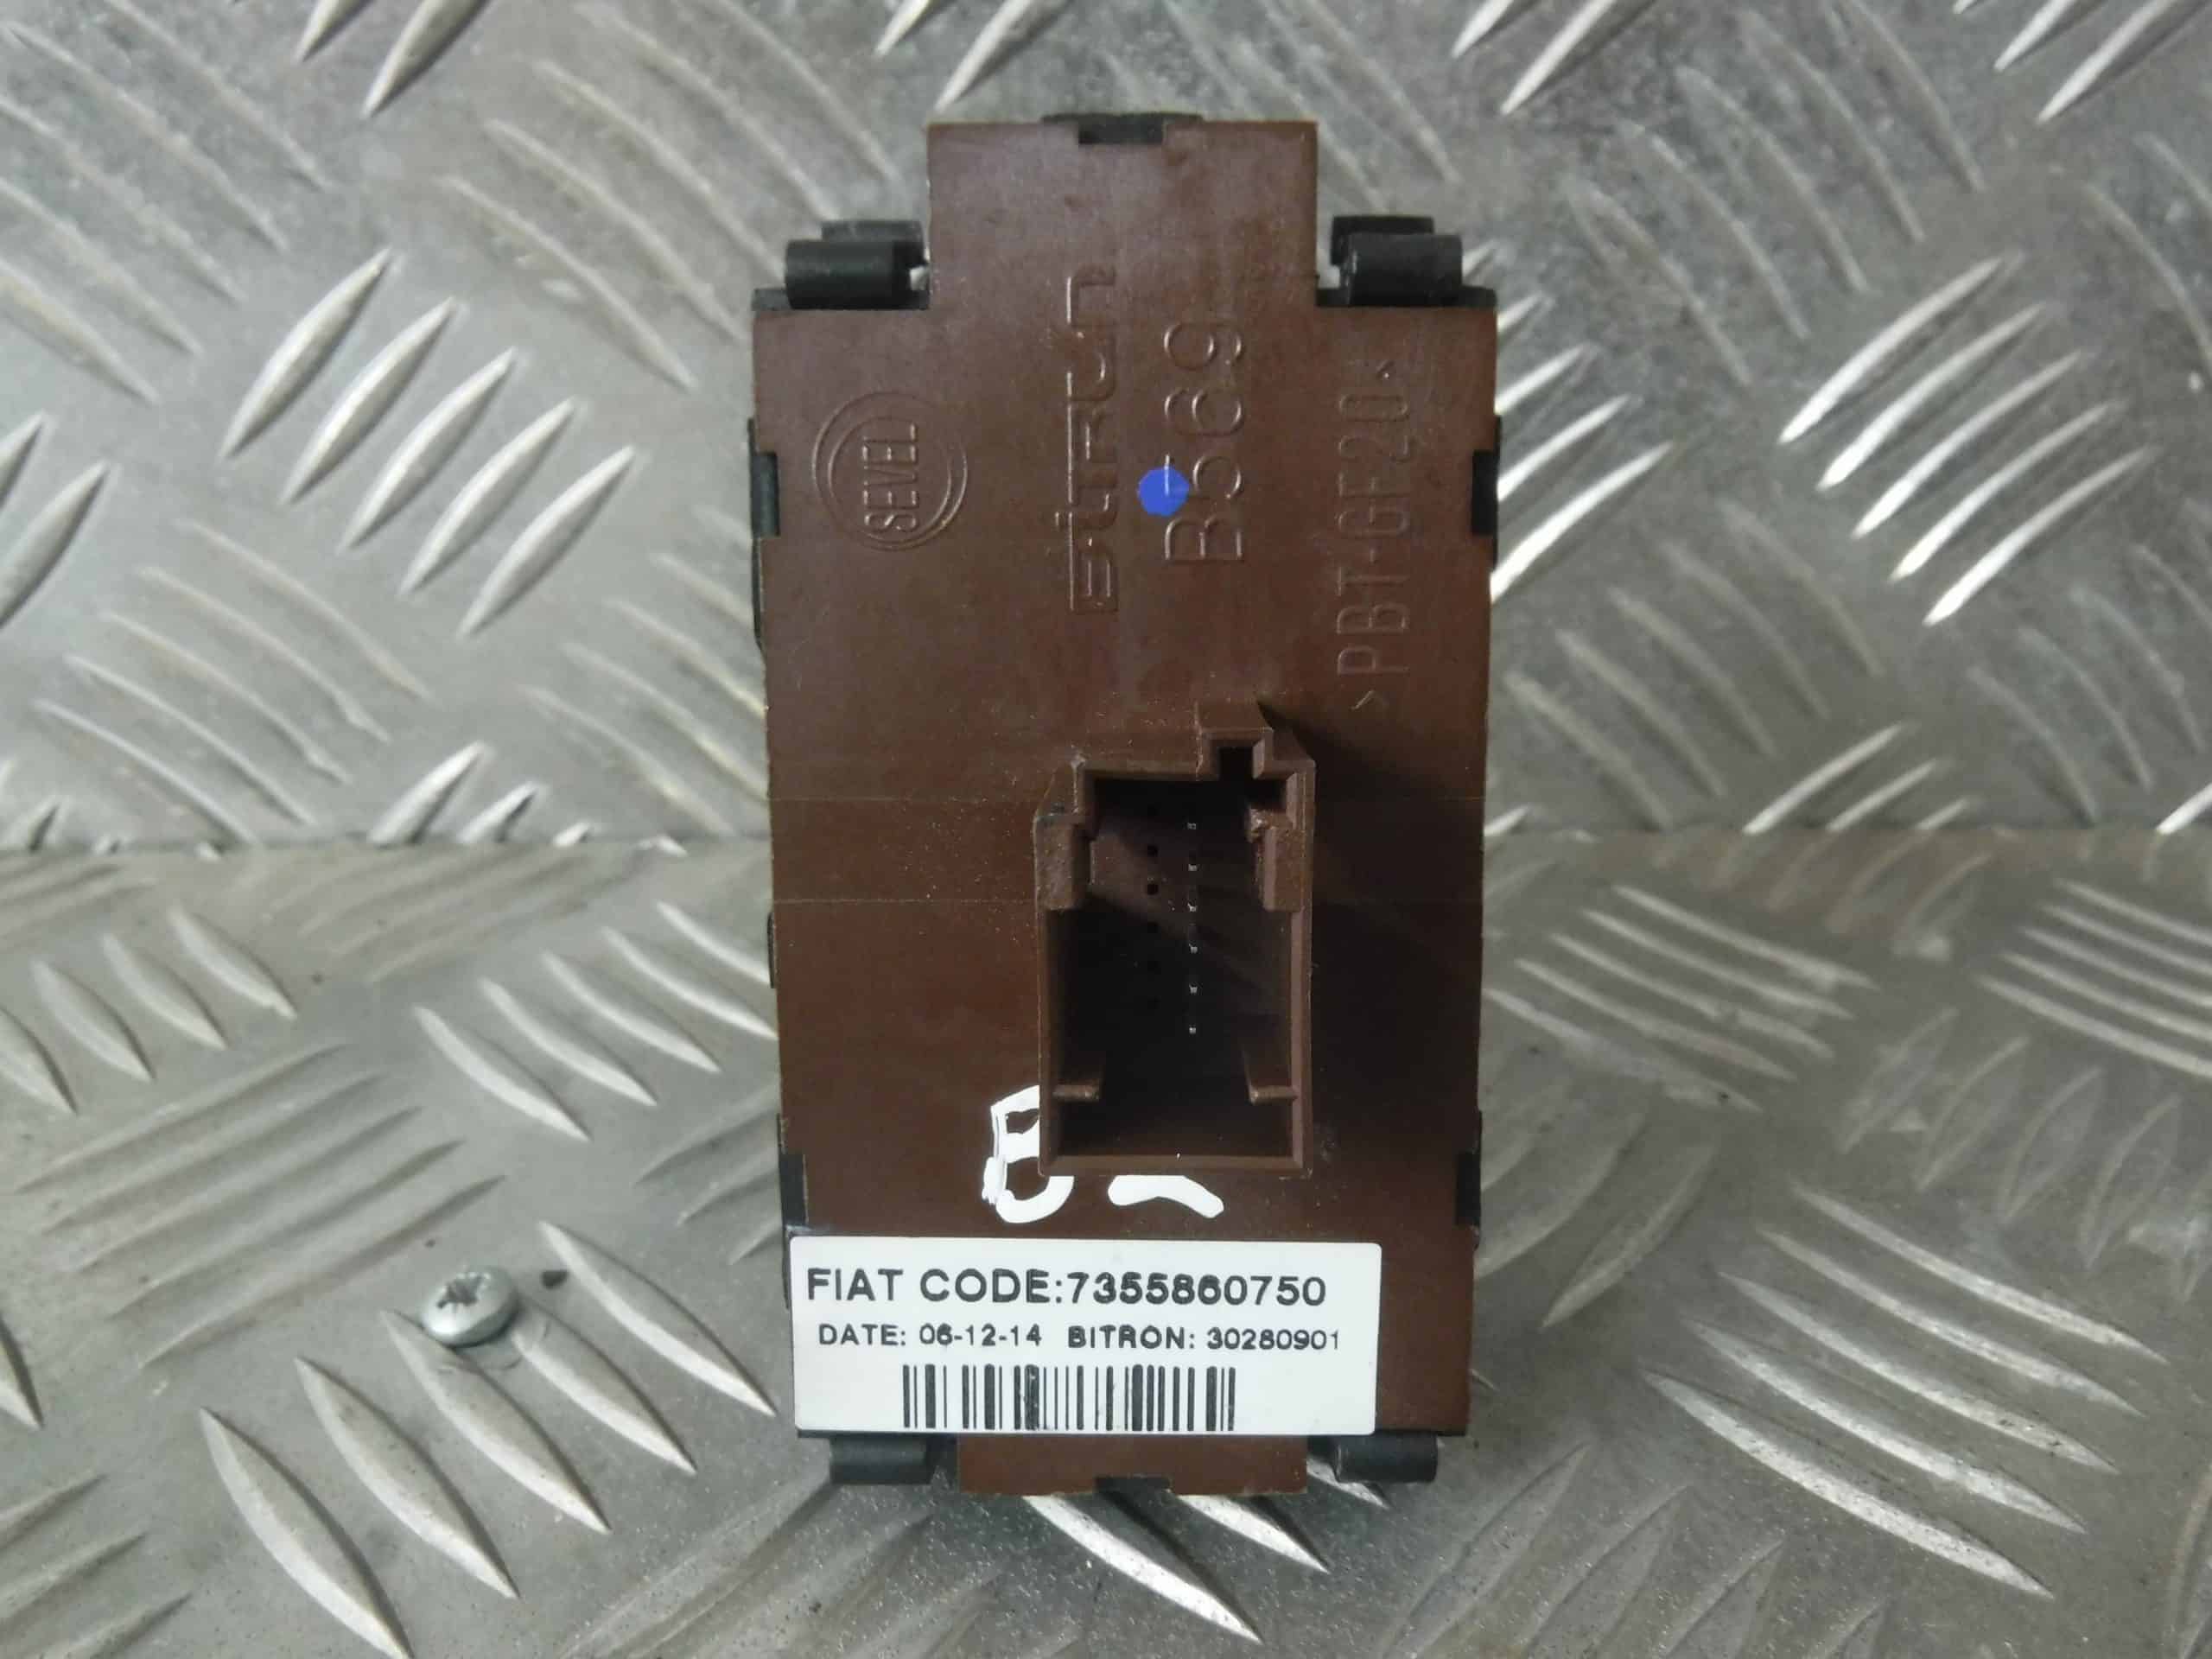 SEVEL
BITRON
B569
>PBT-GF20<
B
FIAT CODE:7355860750
DATE: 06-12-14 BITRON: 30280901